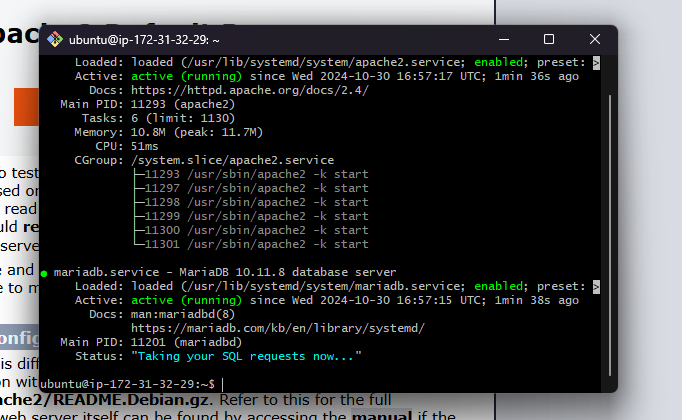 ubuntu@ip-172-31-32-29: ~
Loaded: loaded (/usr/lib/systemd/system/apache2.service; enabled; preset: >
Active: active (running) since Wed 2024-10-30 16:57:17 UTC; 1min 36s ago
Docs: https://httpd.apache.org/docs/2.4/
Main PID: 11293 (apache2)
Tasks: 6 (limit: 1130)
Memory: 10.8M (peak: 11.7M)
CPU: 51ms
CGroup: /system.slice/apache2.service
├─11293 /usr/sbin/apache2 -k start
├─11297 /usr/sbin/apache2 -k start
├─11298 /usr/sbin/apache2 -k start
├─11299 /usr/sbin/apache2 -k start
├─11300 /usr/sbin/apache2 -k start
└─11301 /usr/sbin/apache2 -k start
● mariadb.service - MariaDB 10.11.8 database server
Loaded: loaded (/usr/lib/systemd/system/mariadb.service; enabled; preset: >
Active: active (running) since Wed 2024-10-30 16:57:15 UTC; 1min 38s ago
Docs: man:mariadbd(8)
https://mariadb.com/kb/en/library/systemd/
Main PID: 11201 (mariadbd)
Status: "Taking your SQL requests now..."
ubuntu@ip-172-31-32-29:~$
o test
sed on
read
uld re
server
e and
e to m
onfig
is diff
on wit
ache2/README.Debian.gz. Refer to this for the full
web server itself can be found by accessing the manual if the